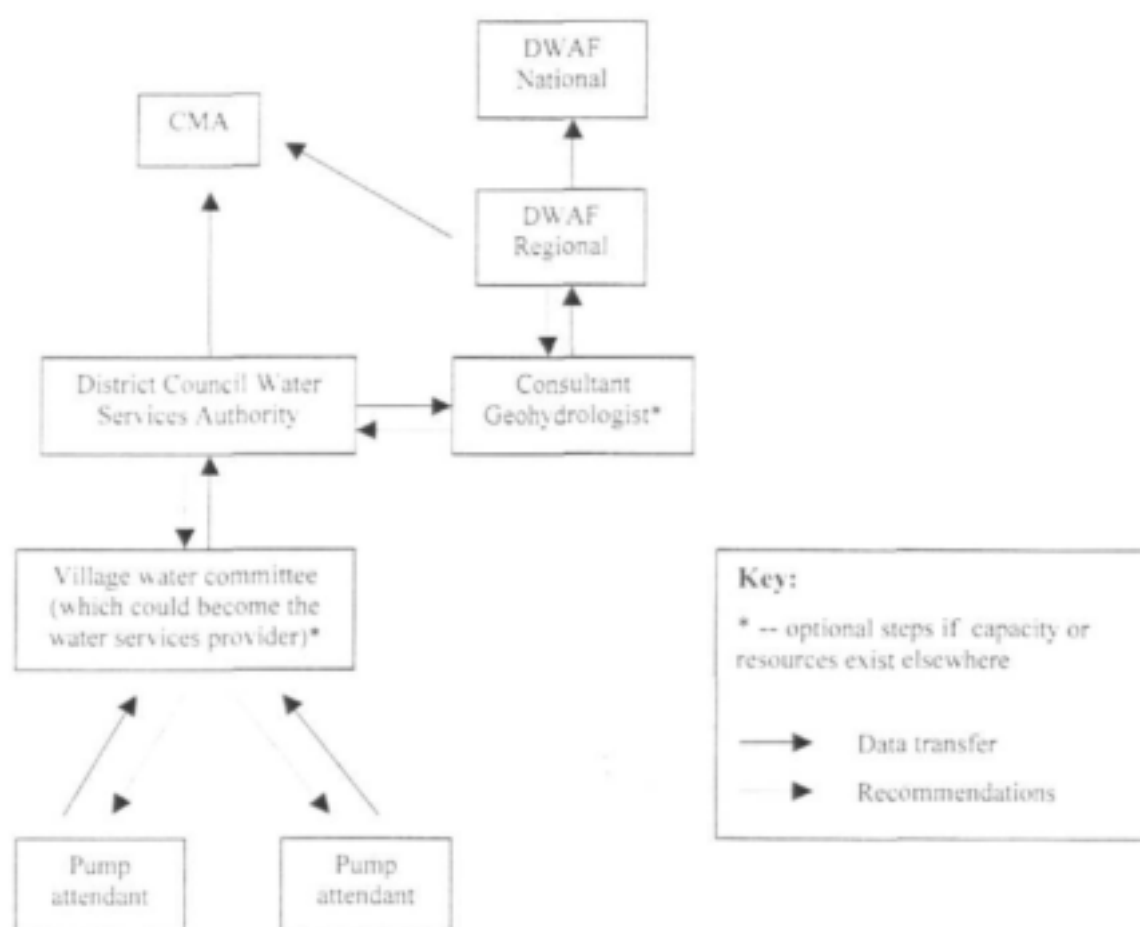 DWAF
National
CMA
DWAF
Regional
District Council Water
Services Authority
Consultant
Geohydrologist*
Village water committee
(which could become the
water services provider)*
Key:
* -- optional steps if capacity or
resources exist elsewhere
Data transfer
Recommendations
Pump
attendant
Pump
attendant